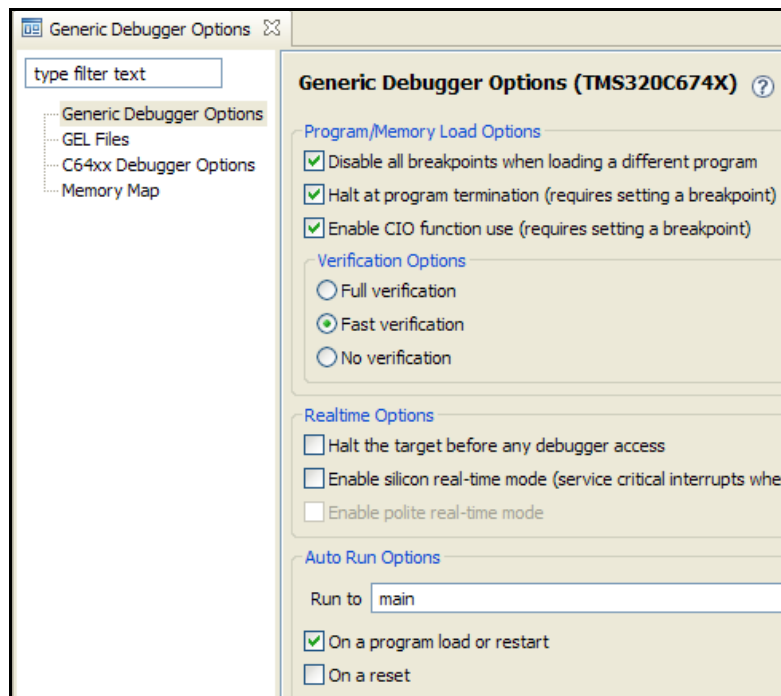 Generic Debugger Options
type filter text
Generic Debugger Options
GEL Files
C64xx Debugger Options
Memory Map
Generic Debugger Options (TMS320C674X)
Program/Memory Load Options
Disable all breakpoints when loading a different program
Halt at program termination (requires setting a breakpoint)
Enable CIO function use (requires setting a breakpoint)
Verification Options
Full verification
Fast verification
No verification
Realtime Options
Halt the target before any debugger access
Enable silicon real-time mode (service critical interrupts whe
Enable polite real-time mode
Auto Run Options
Run to main
On a program load or restart
On a reset